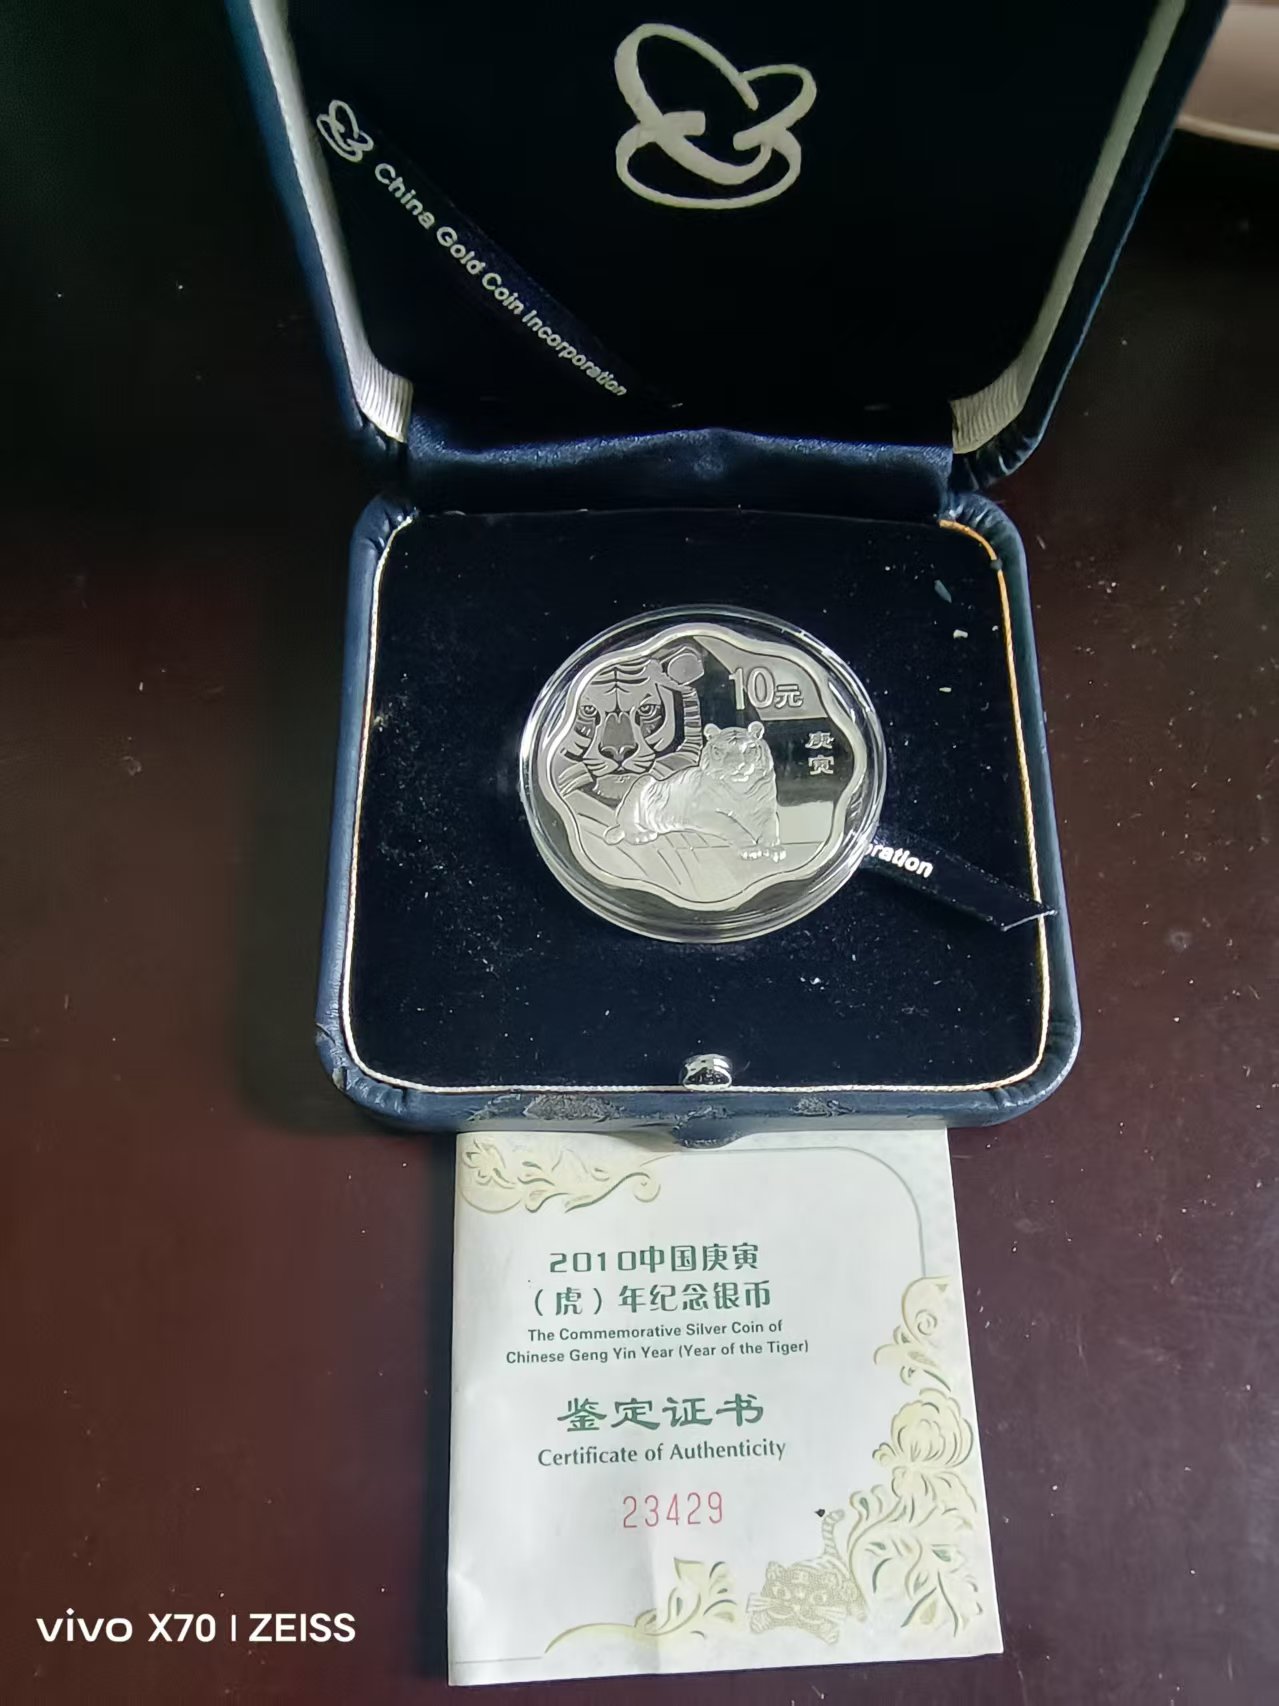 China Gold Coin Incorporation
10元
庚
寅
oration
2010中国庚寅
（虎）年纪念银币
The Commemorative Silver Coin of
Chinese Geng Yin Year (Year of the Tiger)
鉴定证书
Certificate of Authenticity
23429
vivo X70 | ZEISS